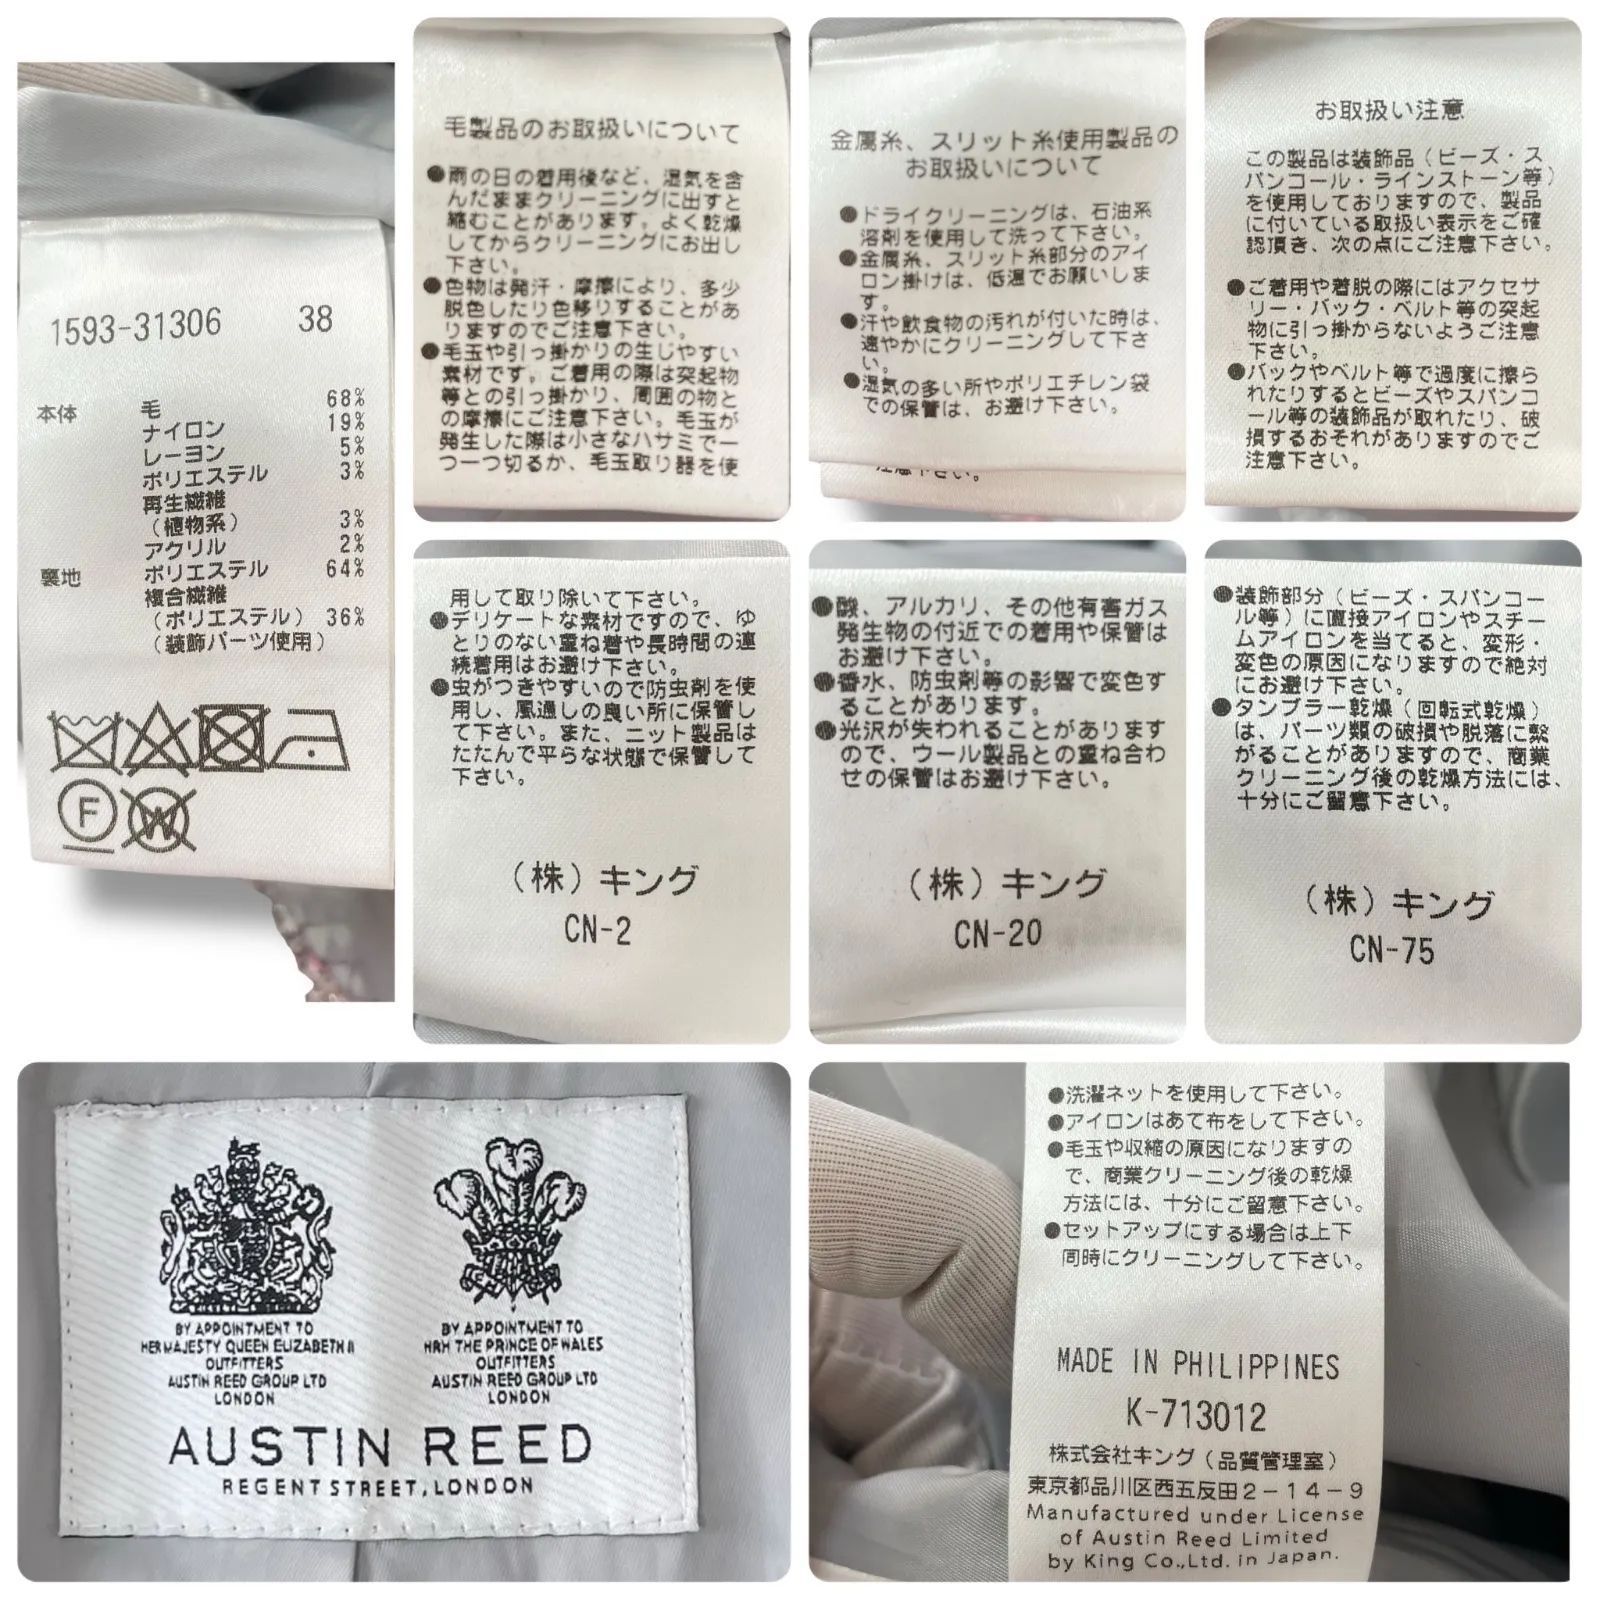 1593-31306 38
本体 毛 68%
ナイロン 19%
レーヨン 5%
ポリエステル 3%
再生繊維
(植物系) 3%
アクリル 2%
裏地 ポリエステル 64%
複合繊維
(ポリエステル) 36%
(装飾パーツ使用)
F
W
毛製品のお取扱いについて
●雨の日の着用後など、湿気を含
んだままクリーニングに出すと
縮むことがあります。よく乾燥
してからクリーニングにお出し
下さい。
●色物は発汗・摩擦により、多少
脱色したり色移りすることがあ
りますのでご注意下さい。
●毛玉や引っ掛かりの生じやすい
素材です。ご着用の際は突起物
等との引っ掛かり、周囲の物と
の摩擦にご注意下さい。毛玉が
発生した際は小さなハサミで一
つ一つ切るか、毛玉取り器を使
金属糸、スリット糸使用製品の
お取扱いについて
●ドライクリーニングは、石油系
溶剤を使用して洗って下さい。
●金属糸、スリット糸部分のアイ
ロン掛けは、低温でお願いしま
す。
●汗や飲食物の汚れが付いた時は、
速やかにクリーニングして下さ
い。
●湿気の多い所やポリエチレン袋
での保管は、お避け下さい。
注意下さい。
お取扱い注意
この製品は装飾品(ビーズ・ス
パンコール・ラインストーン等)
を使用しておりますので、製品
に付いている取扱い表示をご確
認頂き、次の点にご注意下さい。
●ご着用や着脱の際にはアクセサ
リー・バック・ベルト等の突起
物に引っ掛からないようご注意
下さい。
●バックやベルト等で過度に擦ら
れたりするとビーズやスパンコ
ール等の装飾品が取れたり、破
損するおそれがありますのでご
注意下さい。
用して取り除いて下さい。
●デリケートな素材ですので、ゆ
とりのない重ね着や長時間の連
続着用はお避け下さい。
●虫がつきやすいので防虫剤を使
用し、風通しの良い所に保管し
て下さい。また、ニット製品は
たたんで平らな状態で保管して
下さい。
(株)キング
CN-2
●酸、アルカリ、その他有害ガス
発生物の付近での着用や保管は
お避け下さい。
●香水、防虫剤等の影響で変色す
ることがあります。
●光沢が失われることがあります
ので、ウール製品との重ね合わ
せの保管はお避け下さい。
(株)キング
CN-20
●装飾部分(ビーズ・スパンコー
ル等)に直接アイロンやスチー
ムアイロンを当てると、変形・
変色の原因になりますので絶対
にお避け下さい。
●タンブラー乾燥(回転式乾燥)
は、パーツ類の破損や脱落に繋
がることがありますので、商業
クリーニング後の乾燥方法には、
十分にご留意下さい。
(株)キング
CN-75
BY APPOINTMENT TO
HER MAJESTY QUEEN ELIZABETH II
OUTFITTERS
AUSTIN REED GROUP LTD
LONDON
BY APPOINTMENT TO
HRH THE PRINCE OF WALES
OUTFITTERS
AUSTIN REED GROUP LTD
LONDON
AUSTIN REED
REGENT STREET, LONDON
●洗濯ネットを使用して下さい。
●アイロンはあて布をして下さい。
●毛玉や収縮の原因になりますの
で、商業クリーニング後の乾燥
方法には、十分にご留意下さい。
●セットアップにする場合は上下
同時にクリーニングして下さい。
MADE IN PHILIPPINES
K-713012
株式会社キング(品質管理室)
東京都品川区西五反田2-14-9
Manufactured under License
of Austin Reed Limited
by King Co.,Ltd. in Japan.